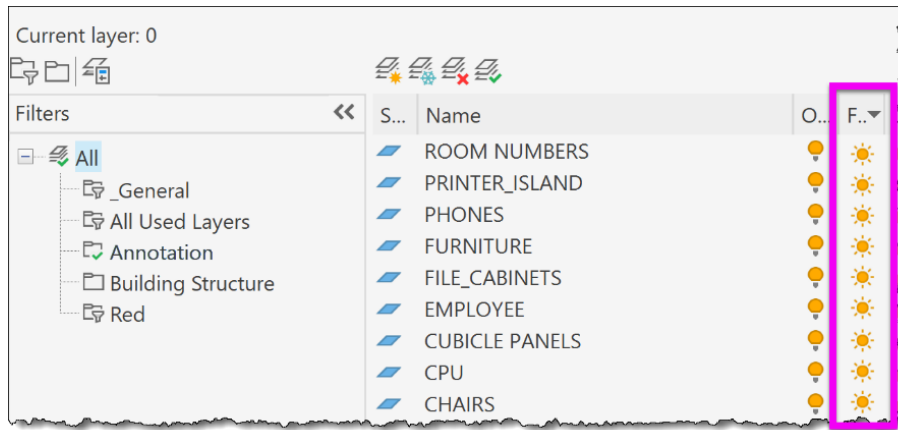 Current layer: 0
Filters
All
_General
All Used Layers
Annotation
Building Structure
Red
S... Name O... F..
ROOM NUMBERS
PRINTER_ISLAND
PHONES
FURNITURE
FILE_CABINETS
EMPLOYEE
CUBICLE PANELS
CPU
CHAIRS